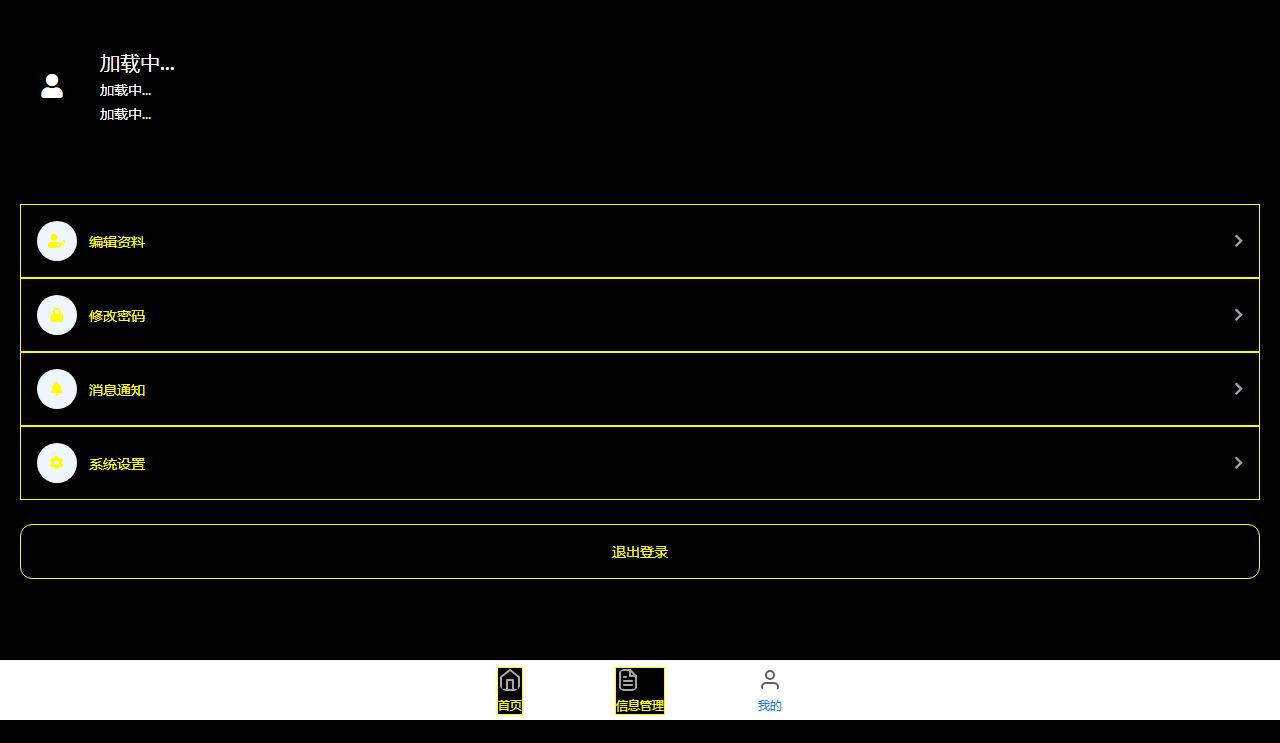 加载中...
加载中...
加载中...
编辑资料
修改密码
消息通知
系统设置
退出登录
首页
信息管理
我的